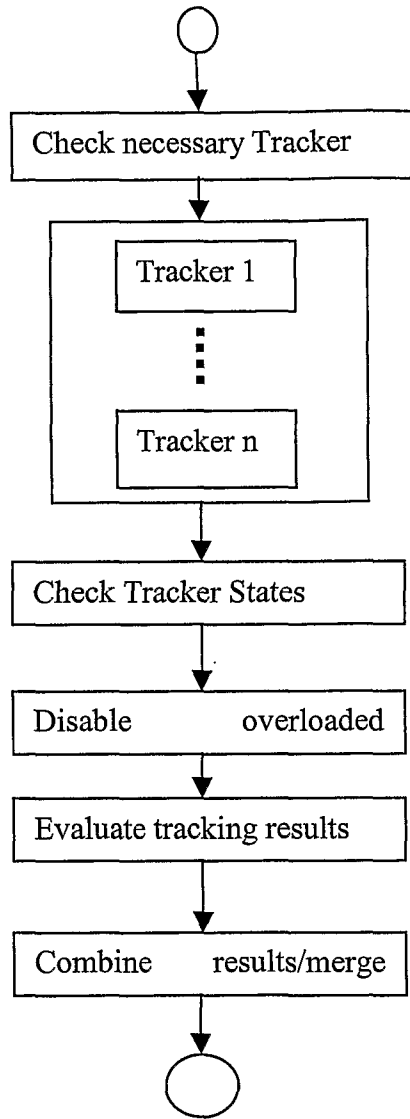 Check necessary Tracker
Tracker 1
Tracker n
Check Tracker States
Disable overloaded
Evaluate tracking results
Combine results/merge